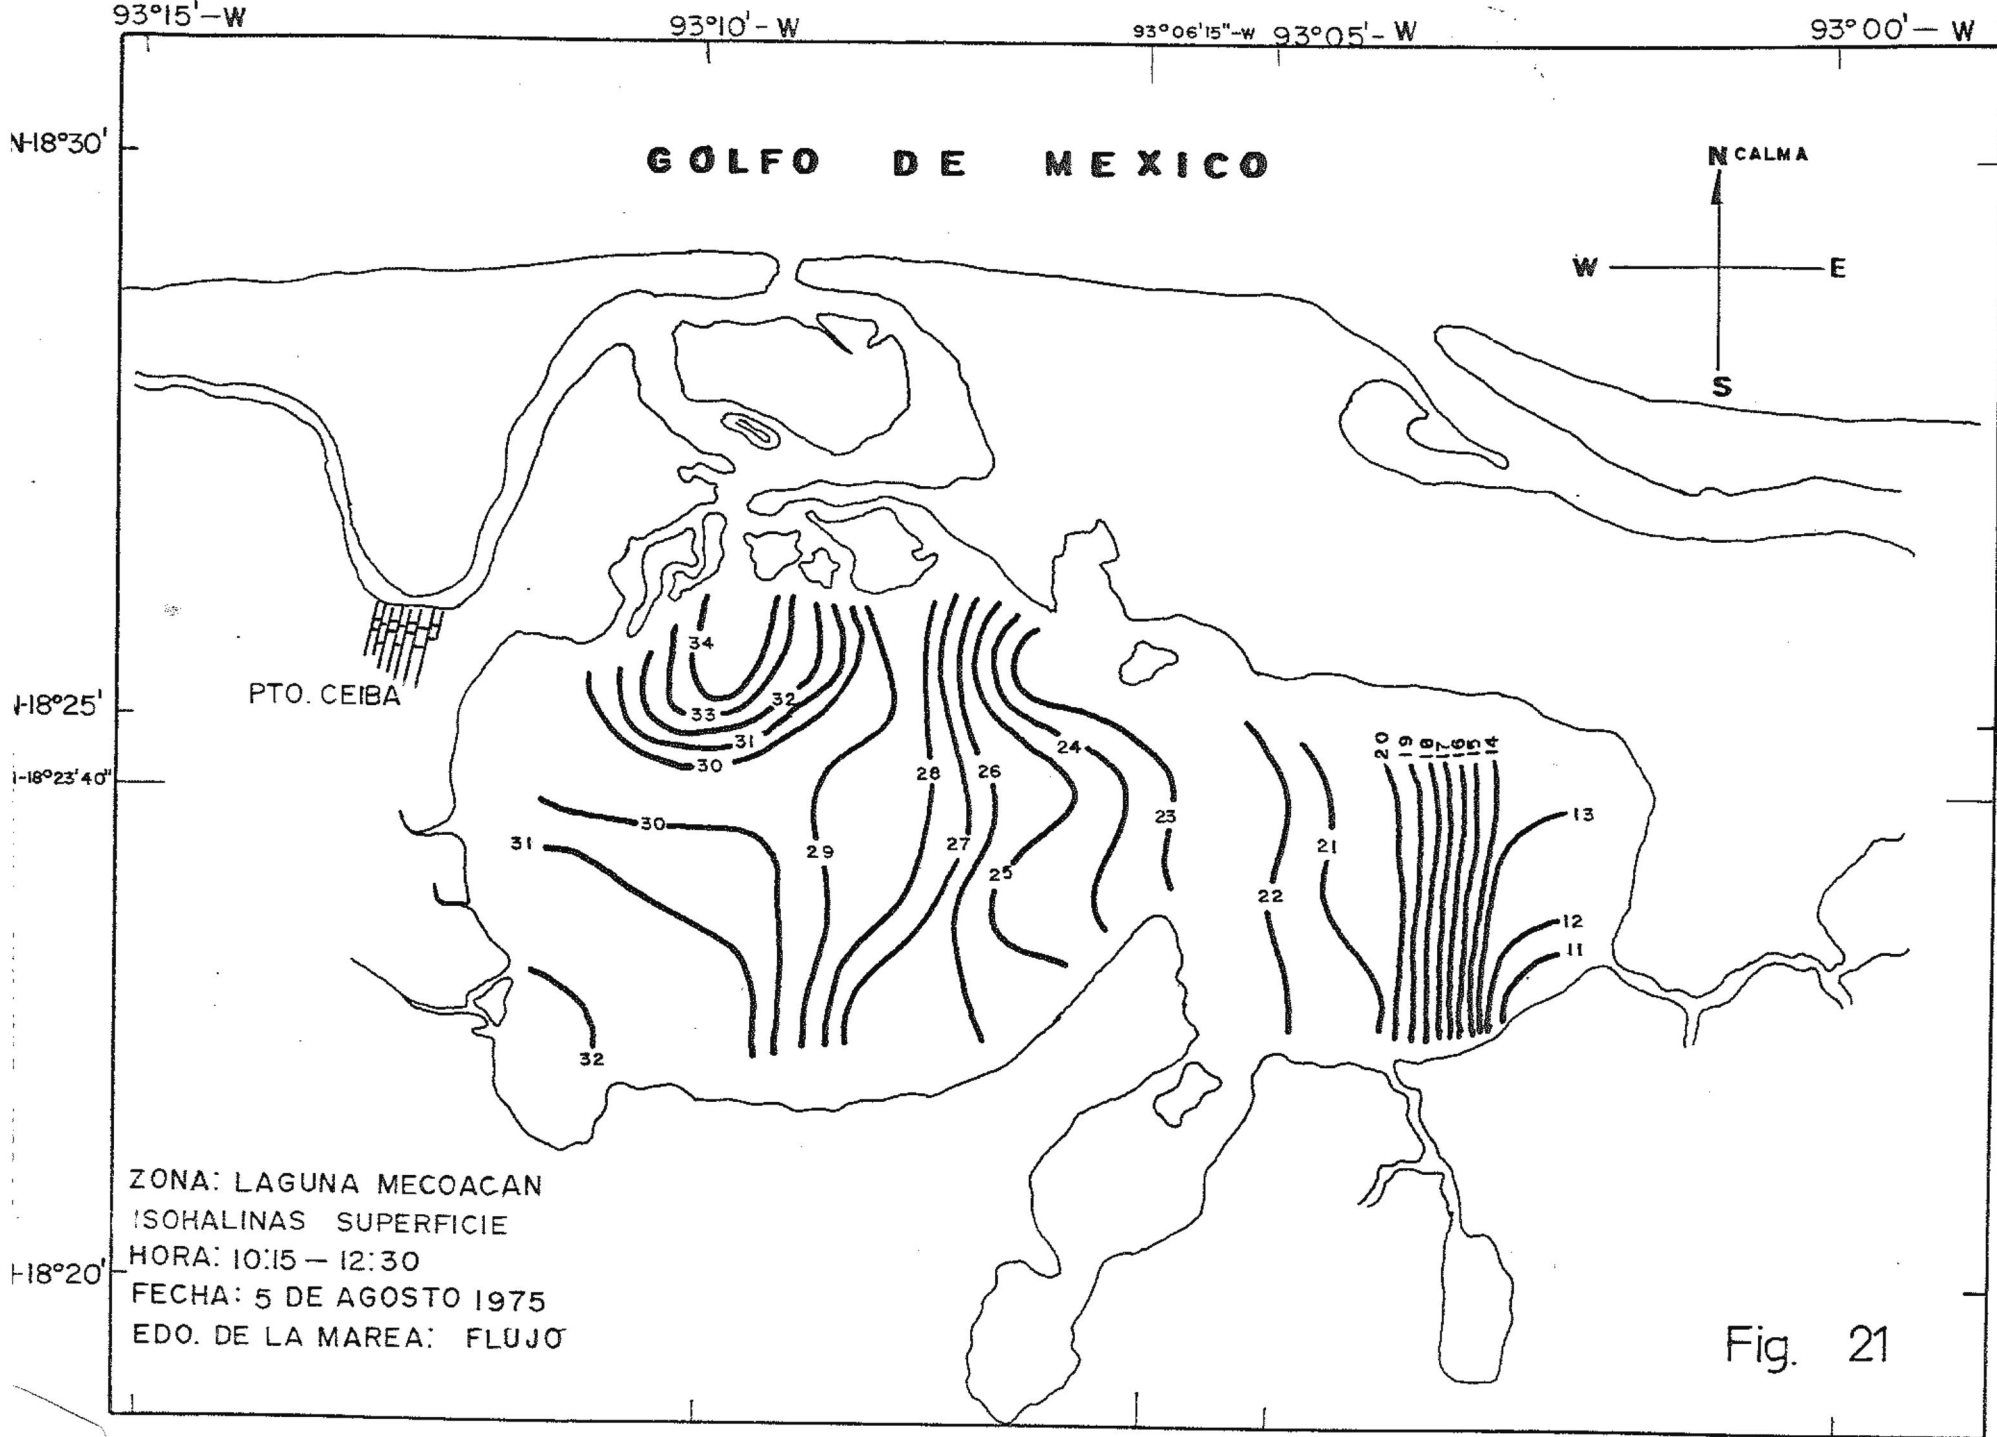 93°15'-W 93°10'-W 93°06'15"-W 93°05'-W 93°00'-W
N-18°30'
GOLFO DE MEXICO
N CALMA
W E
S
34
PTO. CEIBA
-18°25'
33 32
31
30
24
20 19 18 17 16 15 14
-18°23'40"
28 26
30
23
13
31
29
27
21
25
22
12
11
32
ZONA: LAGUNA MECOACAN
ISOHALINAS SUPERFICIE
HORA: 10:15 — 12:30
FECHA: 5 DE AGOSTO 1975
EDO. DE LA MAREA: FLUJO
-18°20'
Fig. 21